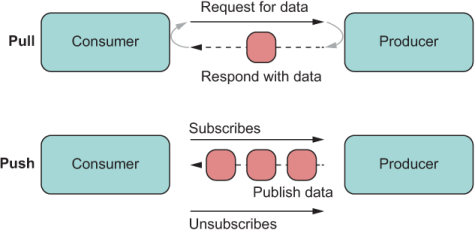 Request for data
Pull
Consumer
Producer
Respond with data
Subscribes
Push
Consumer
Producer
Publish data
Unsubscribes